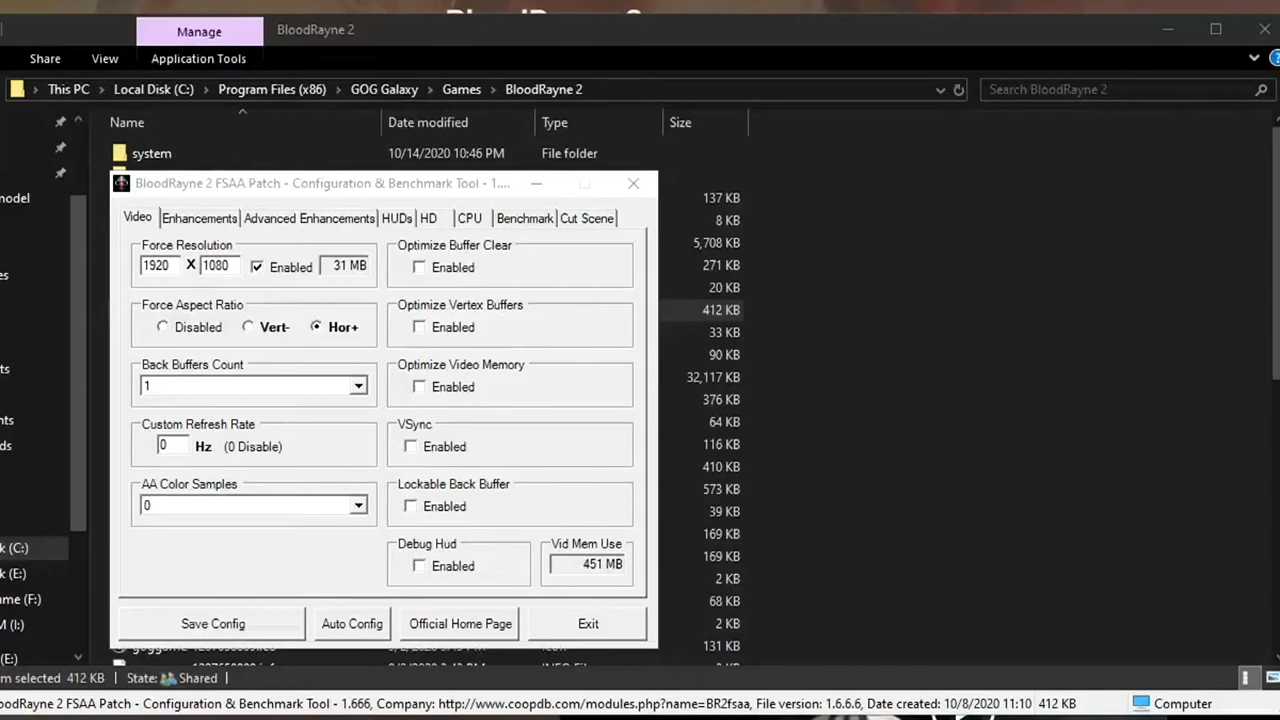 Manage
BloodRayne 2
Share
View
Application Tools
This PC
Local Disk (C:)
Program Files (x86)
GOG Galaxy
Games
BloodRayne 2
Search BloodRayne 2
Name
Date modified
Type
Size
system
10/14/2020 10:46 PM
File folder
BloodRayne 2 FSAA Patch - Configuration & Benchmark Tool - 1....
Video
Enhancements
Advanced Enhancements
HUDs
HD
CPU
Benchmark
Cut Scene
Force Resolution
1920 X 1080
Enabled
31 MB
Optimize Buffer Clear
Enabled
Force Aspect Ratio
Disabled
Vert-
Hor+
Optimize Vertex Buffers
Enabled
Back Buffers Count
1
Optimize Video Memory
Enabled
Custom Refresh Rate
0 Hz (0 Disable)
VSync
Enabled
AA Color Samples
0
Lockable Back Buffer
Enabled
Debug Hud
Enabled
Vid Mem Use
451 MB
Save Config
Auto Config
Official Home Page
Exit
137 KB
8 KB
5,708 KB
271 KB
20 KB
412 KB
33 KB
90 KB
32,117 KB
376 KB
64 KB
116 KB
410 KB
573 KB
39 KB
169 KB
169 KB
2 KB
68 KB
2 KB
131 KB
(C:)
(E:)
(F:)
(I:)
(E:)
selected 412 KB
State:
Shared
2 FSAA Patch - Configuration & Benchmark Tool - 1.666, Company: http://www.coopdb.com/modules.php?name=BR2fsaa, File version: 1.6.6.6, Date created: 10/8/2020 11:10 412 KB
Computer